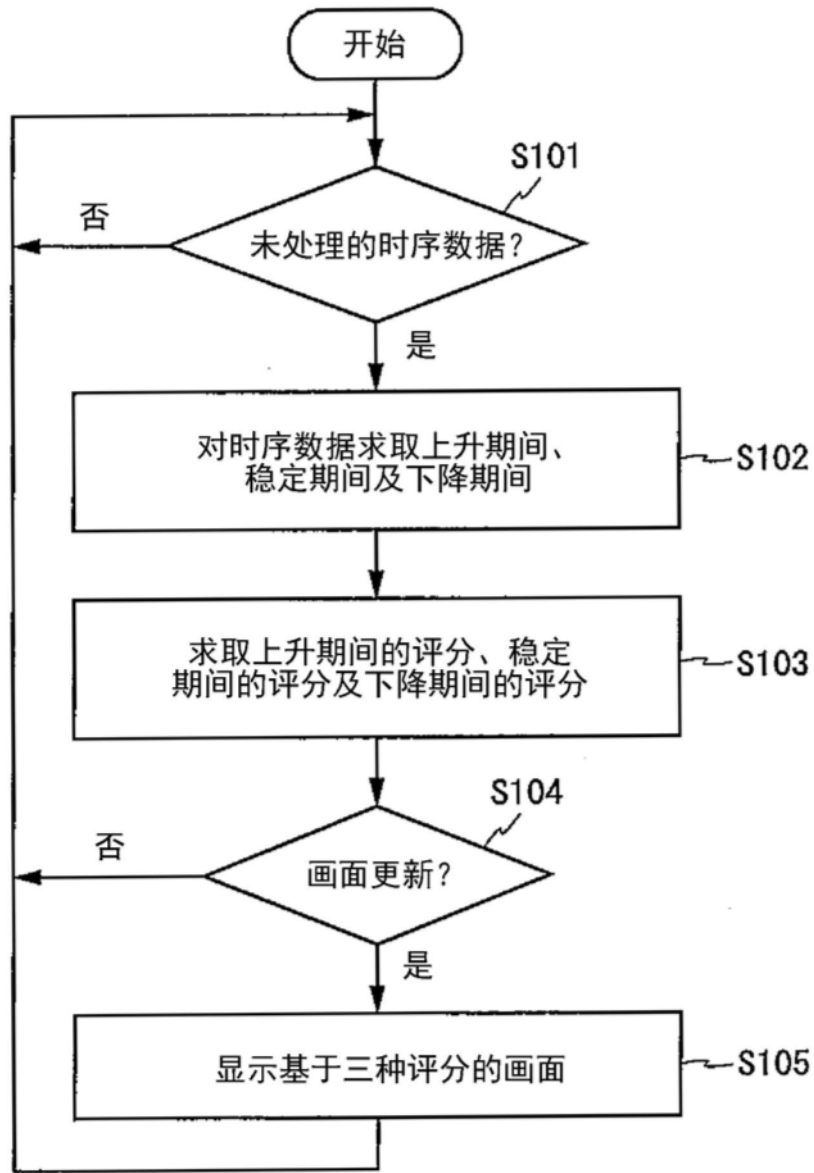 开始
S101
否
未处理的时序数据?
是
对时序数据求取上升期间、
稳定期间及下降期间
S102
求取上升期间的评分、稳定
期间的评分及下降期间的评分
S103
S104
否
画面更新?
是
显示基于三种评分的画面
S105